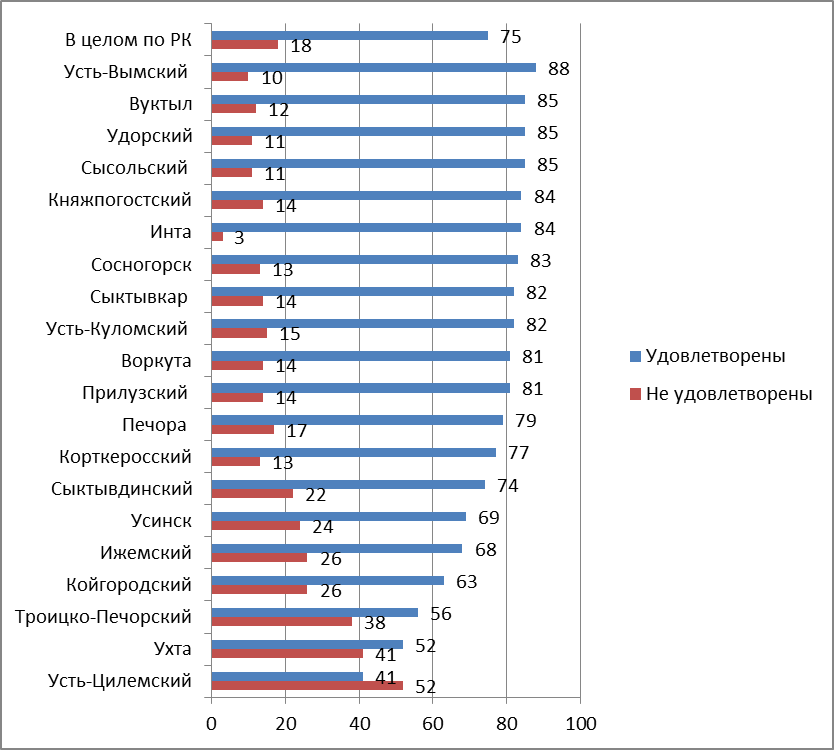 В целом по РК 75
18
Усть-Вымский 88
10
Вуктыл 85
12
Удорский 85
11
Сысольский 85
11
Княжпогостский 84
14
Инта 84
3
Сосногорск 83
13
Сыктывкар 82
14
Усть-Куломский 82
15
Воркута 81
14
Прилузский 81
14
Печора 79
17
Корткеросский 77
13
Сыктывдинский 74
22
Усинск 69
24
Ижемский 68
26
Койгородский 63
26
Троицко-Печорский 56
38
Ухта 52
41
Усть-Цилемский 41
52
0 20 40 60 80 100
Удовлетворены
Не удовлетворены